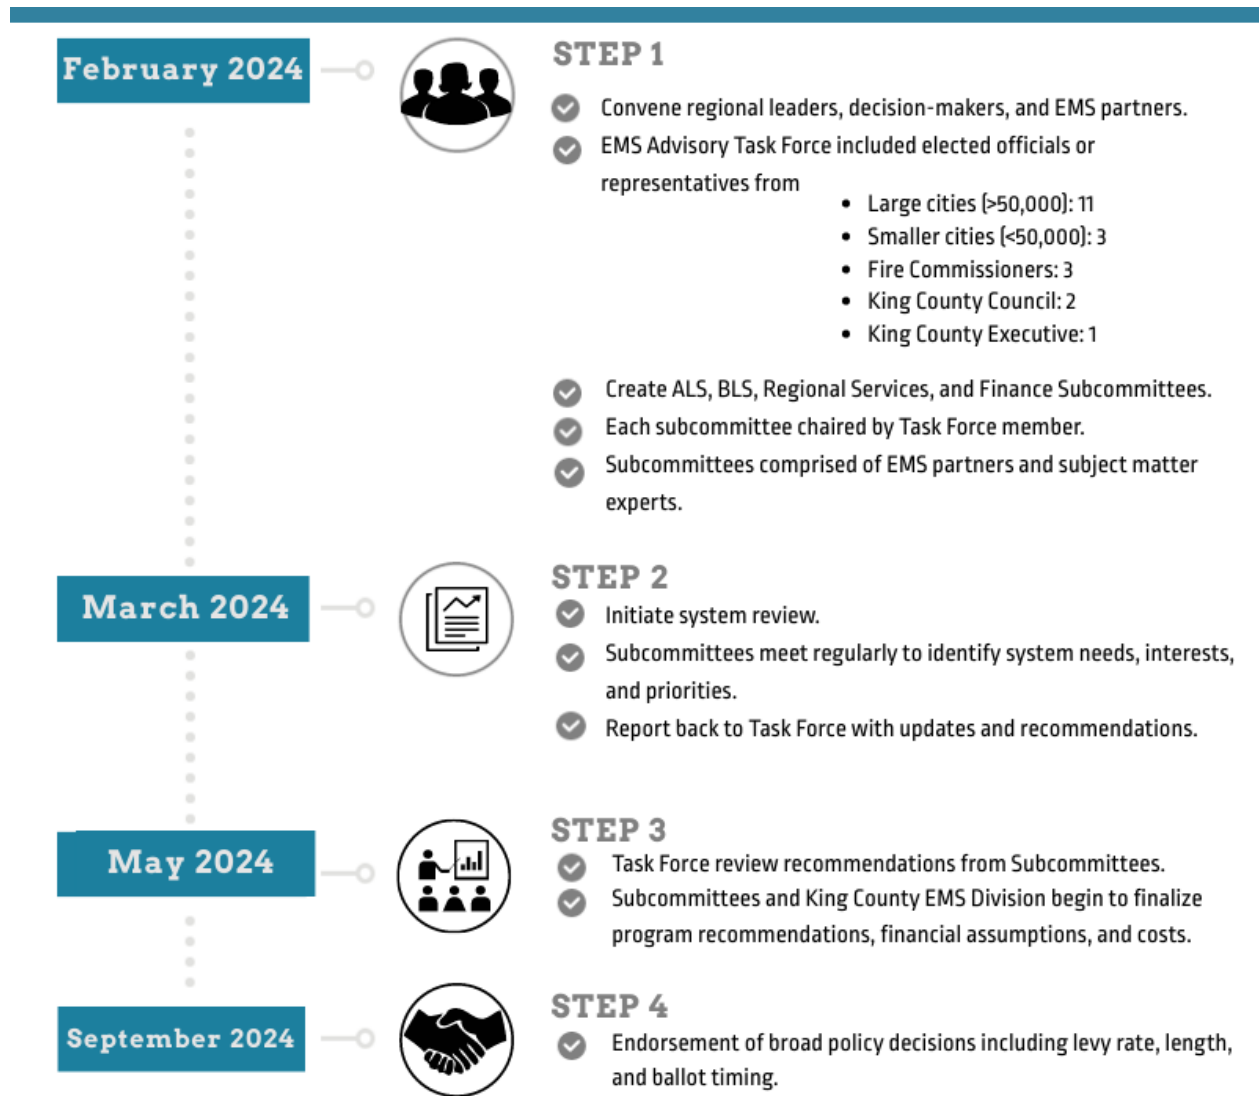 February 2024
STEP 1
Convene regional leaders, decision-makers, and EMS partners.
EMS Advisory Task Force included elected officials or
representatives from
• Large cities (>50,000): 11
• Smaller cities (<50,000): 3
• Fire Commissioners: 3
• King County Council: 2
• King County Executive: 1
Create ALS, BLS, Regional Services, and Finance Subcommittees.
Each subcommittee chaired by Task Force member.
Subcommittees comprised of EMS partners and subject matter
experts.
March 2024
STEP 2
Initiate system review.
Subcommittees meet regularly to identify system needs, interests,
and priorities.
Report back to Task Force with updates and recommendations.
May 2024
STEP 3
Task Force review recommendations from Subcommittees.
Subcommittees and King County EMS Division begin to finalize
program recommendations, financial assumptions, and costs.
September 2024
STEP 4
Endorsement of broad policy decisions including levy rate, length,
and ballot timing.